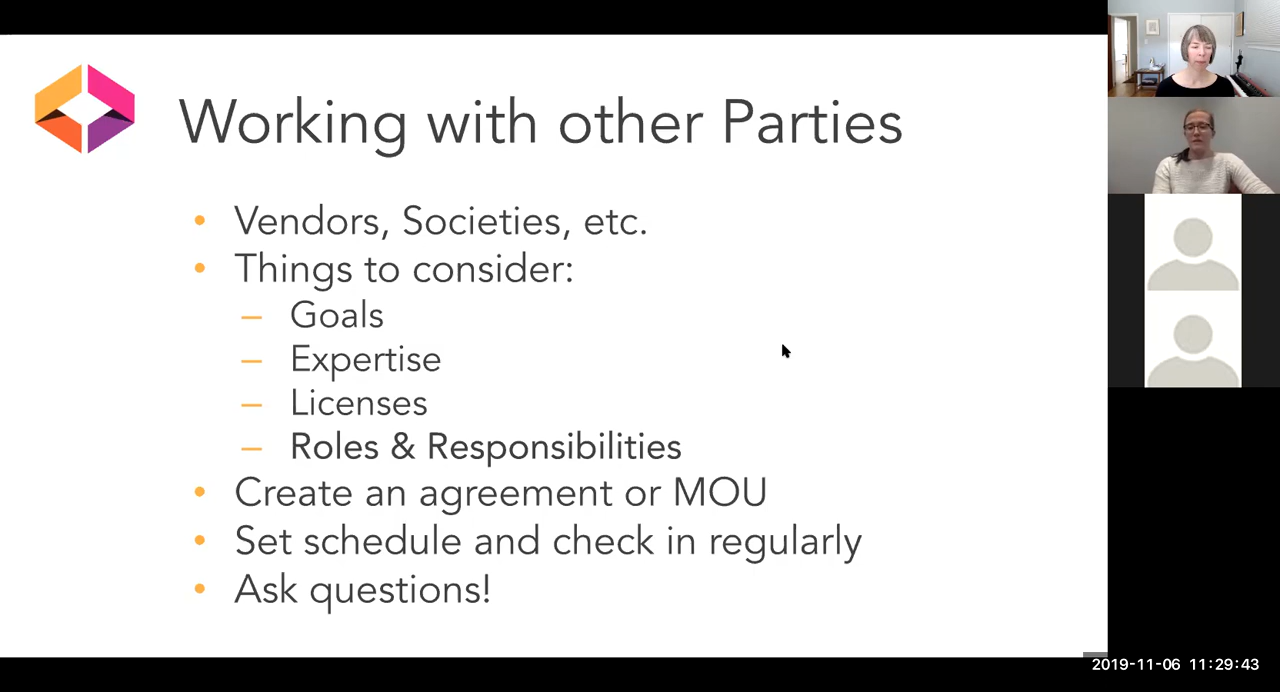 Working with other Parties
• Vendors, Societies, etc.
• Things to consider:
– Goals
– Expertise
– Licenses
– Roles & Responsibilities
• Create an agreement or MOU
• Set schedule and check in regularly
• Ask questions!
2019-11-06 11:29:43